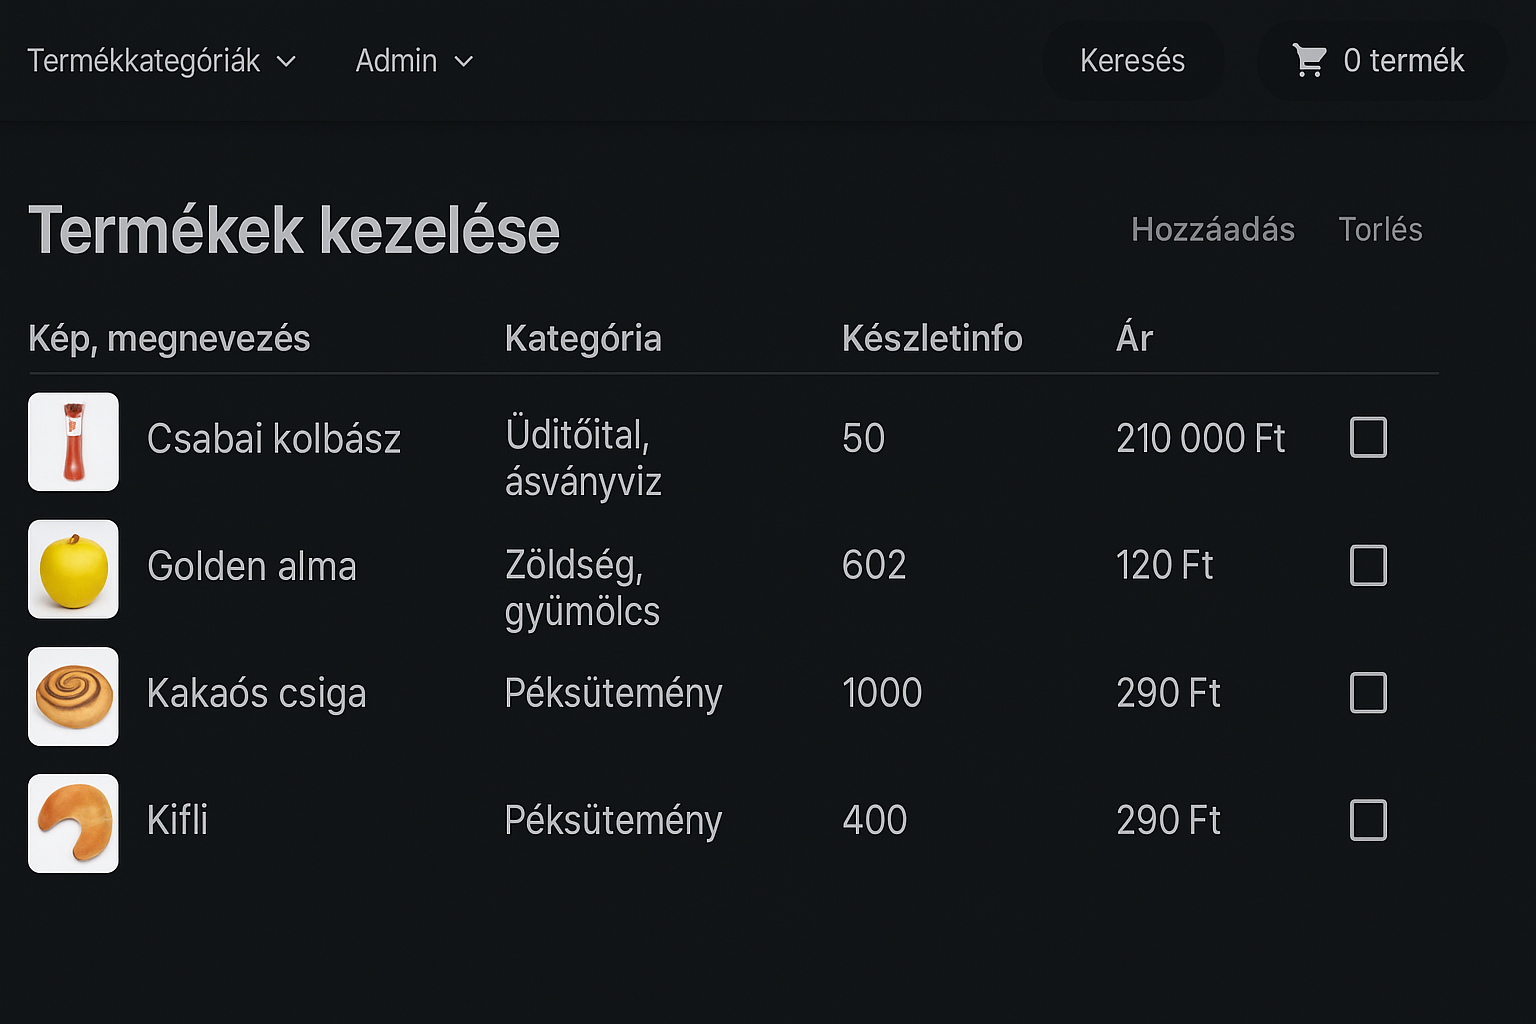 Termékkategóriák Admin Keresés 0 termék
Termékek kezelése Hozzáadás Torlés
Kép, megnevezés Kategória Készletinfo Ár
Csabai kolbász Üditőital, 50 210 000 Ft
ásványviz
Golden alma Zöldség, 602 120 Ft
gyümölcs
Kakaós csiga Péksütemény 1000 290 Ft
Kifli Péksütemény 400 290 Ft